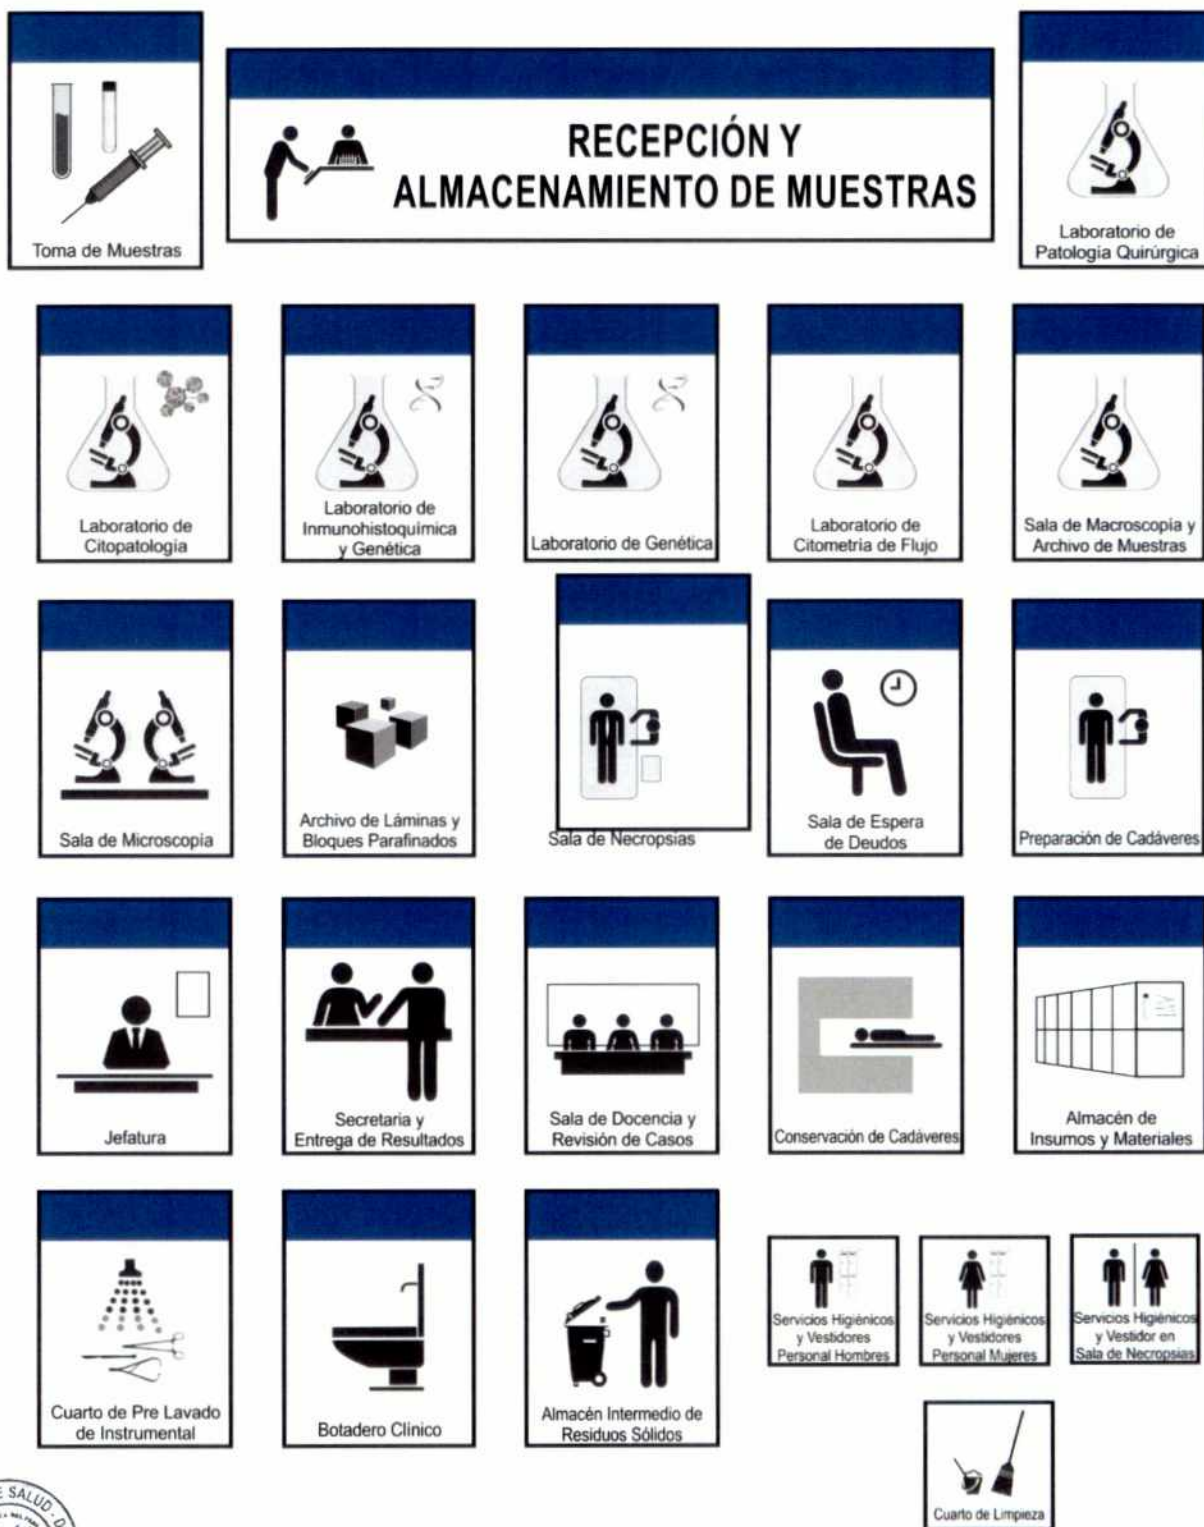 Toma de Muestras
RECEPCIÓN Y
ALMACENAMIENTO DE MUESTRAS
Laboratorio de
Patología Quirúrgica
Laboratorio de
Citopatología
Laboratorio de
Inmunohistoquímica
y Genética
Laboratorio de Genética
Laboratorio de
Citometría de Flujo
Sala de Macroscopía y
Archivo de Muestras
Sala de Microscopía
Archivo de Láminas y
Bloques Parafinados
Sala de Necropsias
Sala de Espera
de Deudos
Preparación de Cadáveres
Jefatura
Secretaria y
Entrega de Resultados
Sala de Docencia y
Revisión de Casos
Conservación de Cadáveres
Almacén de
Insumos y Materiales
Cuarto de Pre Lavado
de Instrumental
Botadero Clínico
Almacén Intermedio de
Residuos Sólidos
Servicios Higiénicos
y Vestidores
Personal Hombres
Servicios Higiénicos
y Vestidores
Personal Mujeres
Servicios Higiénicos
y Vestidor en
Sala de Necropsias
Cuarto de Limpieza
SALUD